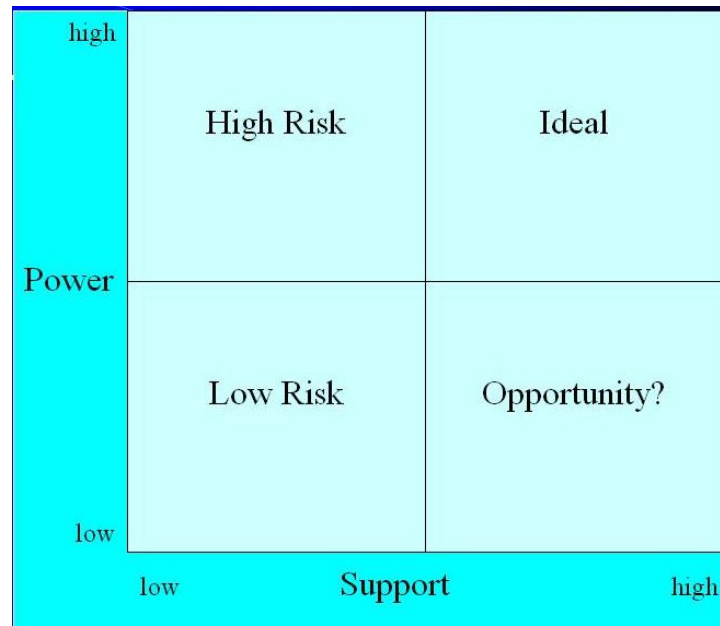 high
High Risk
Ideal
Power
Low Risk
Opportunity?
low
low
Support
high